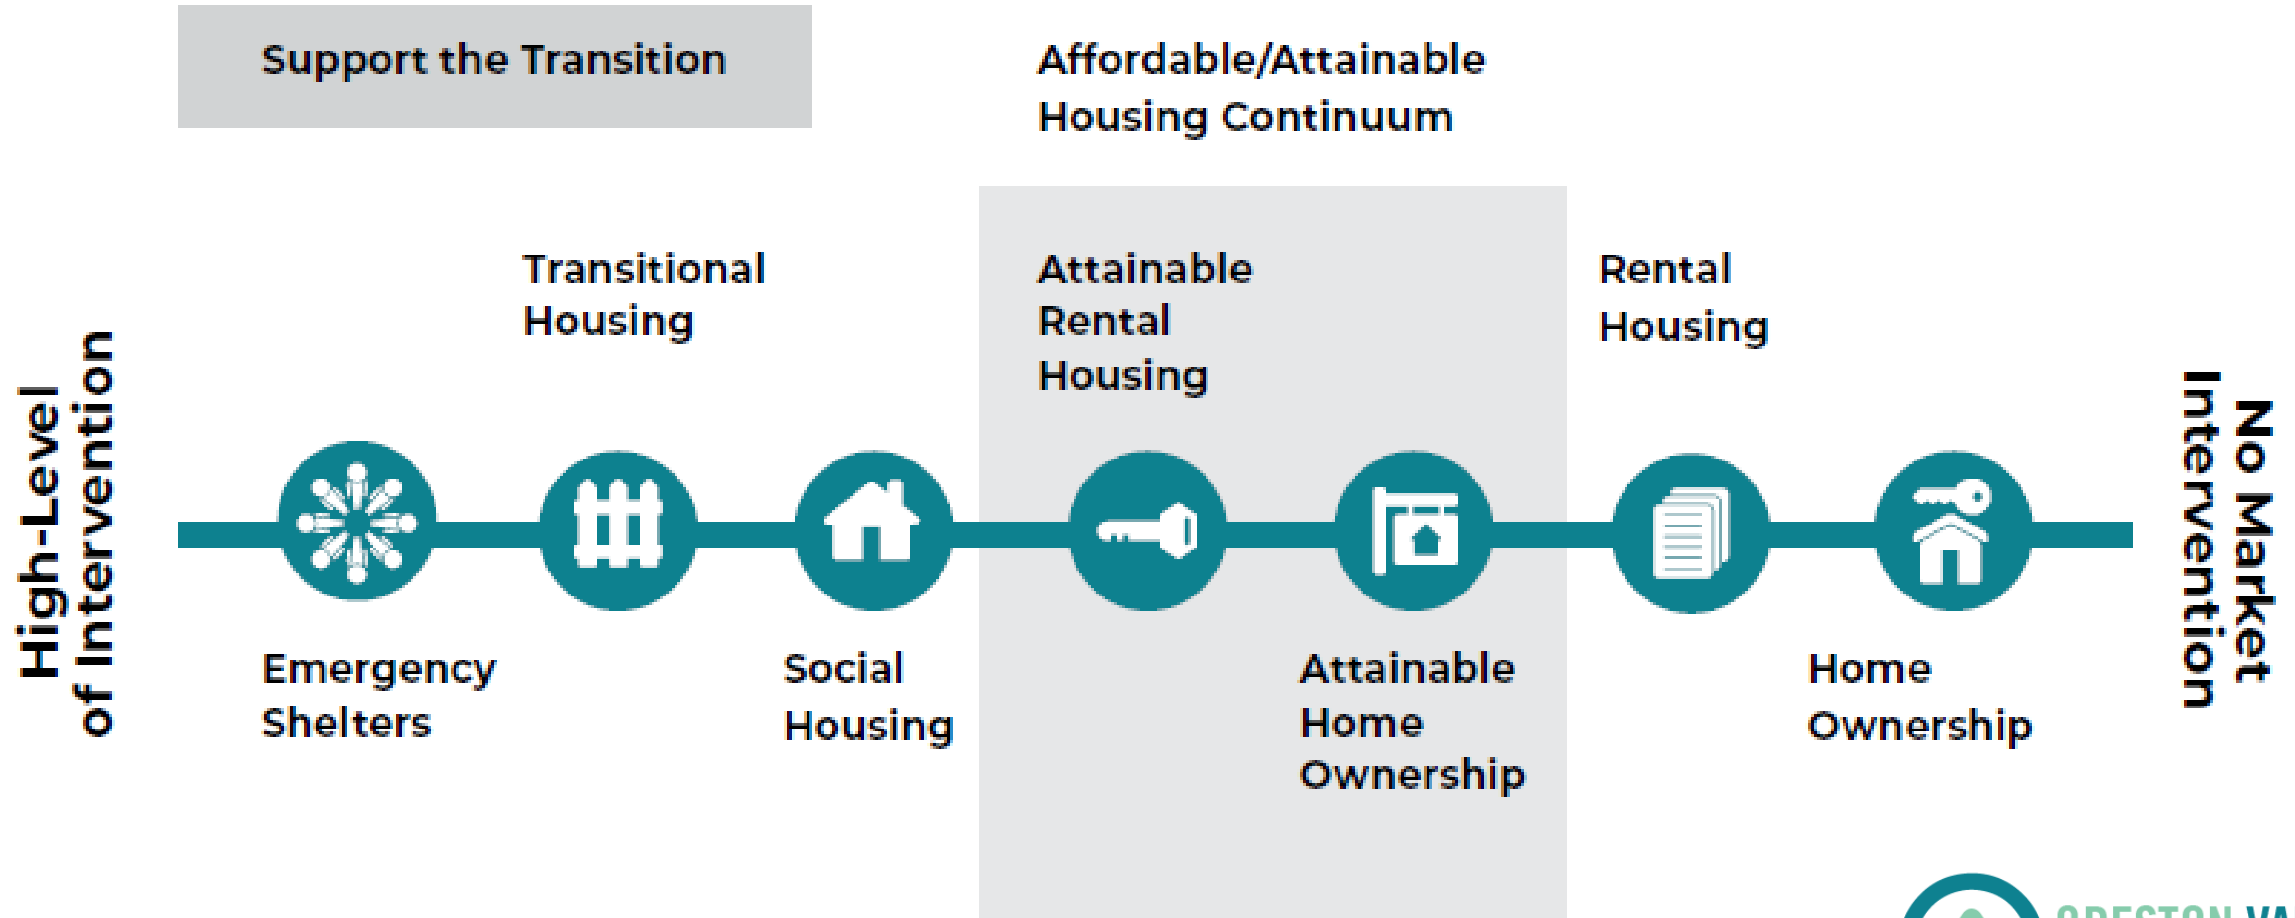 Support the Transition
Affordable/Attainable
Housing Continuum
High-Level
of Intervention
Transitional
Housing
Attainable
Rental
Housing
Rental
Housing
Emergency
Shelters
Social
Housing
Attainable
Home
Ownership
Home
Ownership
No Market
Intervention